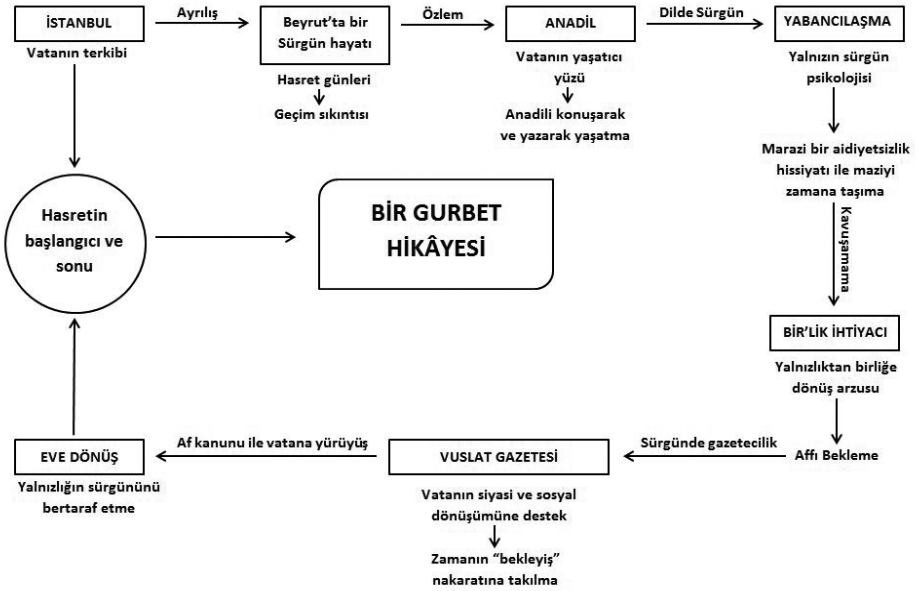 İSTANBUL
Vatanın terkibi
Ayrılış
Beyrut’ta bir
Sürgün hayatı
Hasret günleri
Geçim sıkıntısı
Özlem
ANADİL
Vatanın yaşatıcı
yüzü
Anadili konuşarak
ve yazarak yaşatma
Dilde Sürgün
YABANCILAŞMA
Yalnızın sürgün
psikolojisi
Marazi bir aidiyetsizlik
hissiyatı ile maziyi
zamana taşıma
Kavuşamama
Hasretin
başlangıcı ve
sonu
BİR GURBET
HİKÂYESİ
BİR’LİK İHTİYACI
Yalnızlıktan birliğe
dönüş arzusu
Affı Bekleme
Sürgünde gazetecilik
VUSLAT GAZETESİ
Vatanın siyasi ve sosyal
dönüşümüne destek
Zamanın “bekleyiş”
nakaratına takılma
Af kanunu ile vatana yürüyüş
EVE DÖNÜŞ
Yalnızlığın sürgününü
bertaraf etme